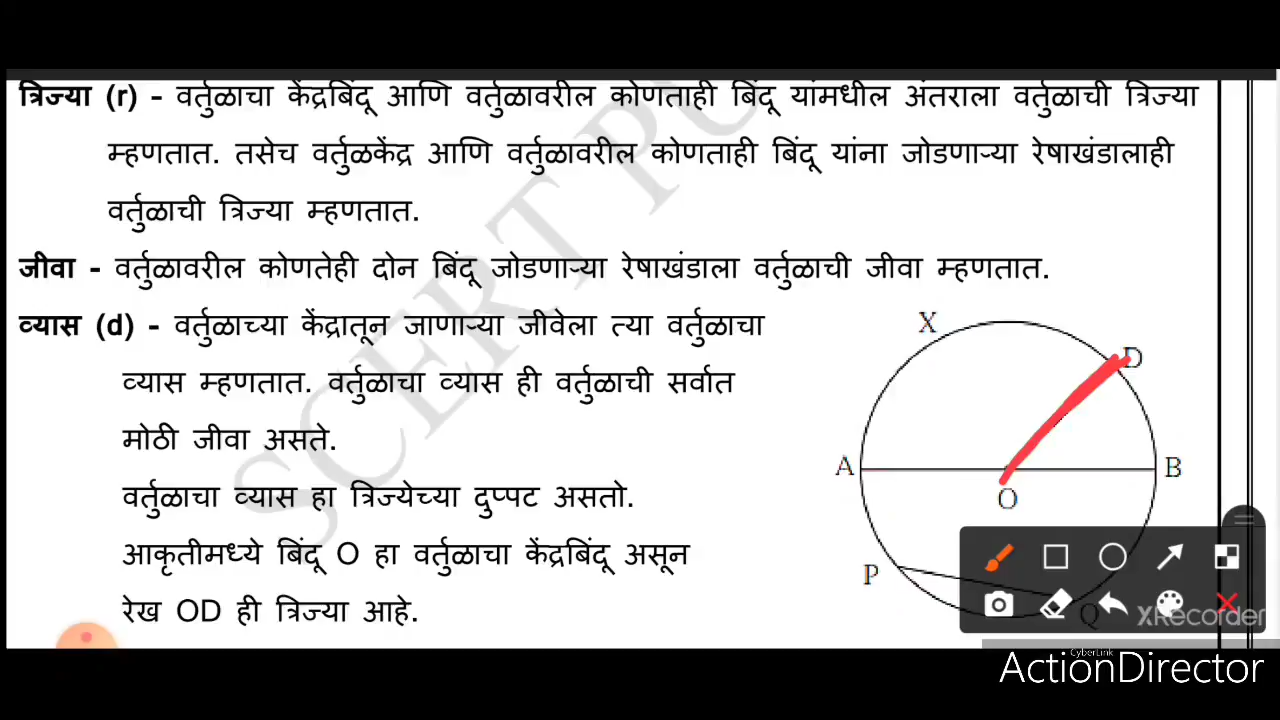 त्रिज्या (r) - वर्तुळाचा केंद्रबिंदू आणि वर्तुळावरील कोणताही बिंदू यांमधील अंतराला वर्तुळाची त्रिज्या
म्हणतात. तसेच वर्तुळकेंद्र आणि वर्तुळावरील कोणताही बिंदू यांना जोडणाऱ्या रेषाखंडालाही
वर्तुळाची त्रिज्या म्हणतात.
जीवा - वर्तुळावरील कोणतेही दोन बिंदू जोडणाऱ्या रेषाखंडाला वर्तुळाची जीवा म्हणतात.
व्यास (d) - वर्तुळाच्या केंद्रातून जाणाऱ्या जीवेला त्या वर्तुळाचा
व्यास म्हणतात. वर्तुळाचा व्यास ही वर्तुळाची सर्वात
मोठी जीवा असते.
वर्तुळाचा व्यास हा त्रिज्येच्या दुप्पट असतो.
आकृतीमध्ये बिंदू O हा वर्तुळाचा केंद्रबिंदू असून
रेख OD ही त्रिज्या आहे.
X
D
A
B
O
P
Q
SCERT PU
XRecorder
CyberLink
ActionDirector